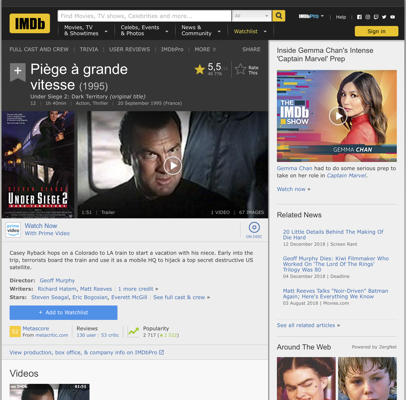 IMDb
Find Movies, TV shows, Celebrities and more...
All
IMDbPro
Help
Movies, TV
& Showtimes
Celebs, Events
& Photos
News &
Community
Watchlist
Sign in
FULL CAST AND CREW | TRIVIA | USER REVIEWS | IMDbPro | MORE
SHARE
Piège à grande
vitesse (1995)
5,5
Rate
This
Under Siege 2: Dark Territory (original title)
12 | 1h 40min | Action, Thriller | 20 September 1995 (France)
STEVEN SEAGAL
UNDER SIEGE 2
DARK TERRITORY
1:51 | Trailer
1 VIDEO | 67 IMAGES
prime video
Watch Now
With Prime Video
ON DISC
Casey Ryback hops on a Colorado to LA train to start a vacation with his niece. Early into the
trip, terrorists board the train and use it as a mobile HQ to hijack a top secret destructive US
satellite.
Director: Geoff Murphy
Writers: Richard Hatem, Matt Reeves | 1 more credit »
Stars: Steven Seagal, Eric Bogosian, Everett McGill | See full cast & crew »
+ Add to Watchlist
Metascore
From metacritic.com
Reviews
130 user | 53 critic
Popularity
2 717
View production, box office, & company info on IMDbPro
Videos
01:51
Inside Gemma Chan's Intense
'Captain Marvel' Prep
THE
IMDb
SHOW
GEMMA CHAN
Gemma Chan had to do some serious prep to
take on her role in Captain Marvel.
Watch now »
Related News
20 Little Details Behind The Making Of
Die Hard
12 December 2018 | Screen Rant
Geoff Murphy Dies: Kiwi Filmmaker Who
Worked On 'The Lord Of The Rings'
Trilogy Was 80
04 December 2018 | Deadline
Matt Reeves Talks "Noir-Driven" Batman
Again; Here's Everything We Know
03 August 2018 | Movies.com
See all related articles »
Around The Web
Powered by ZergNet